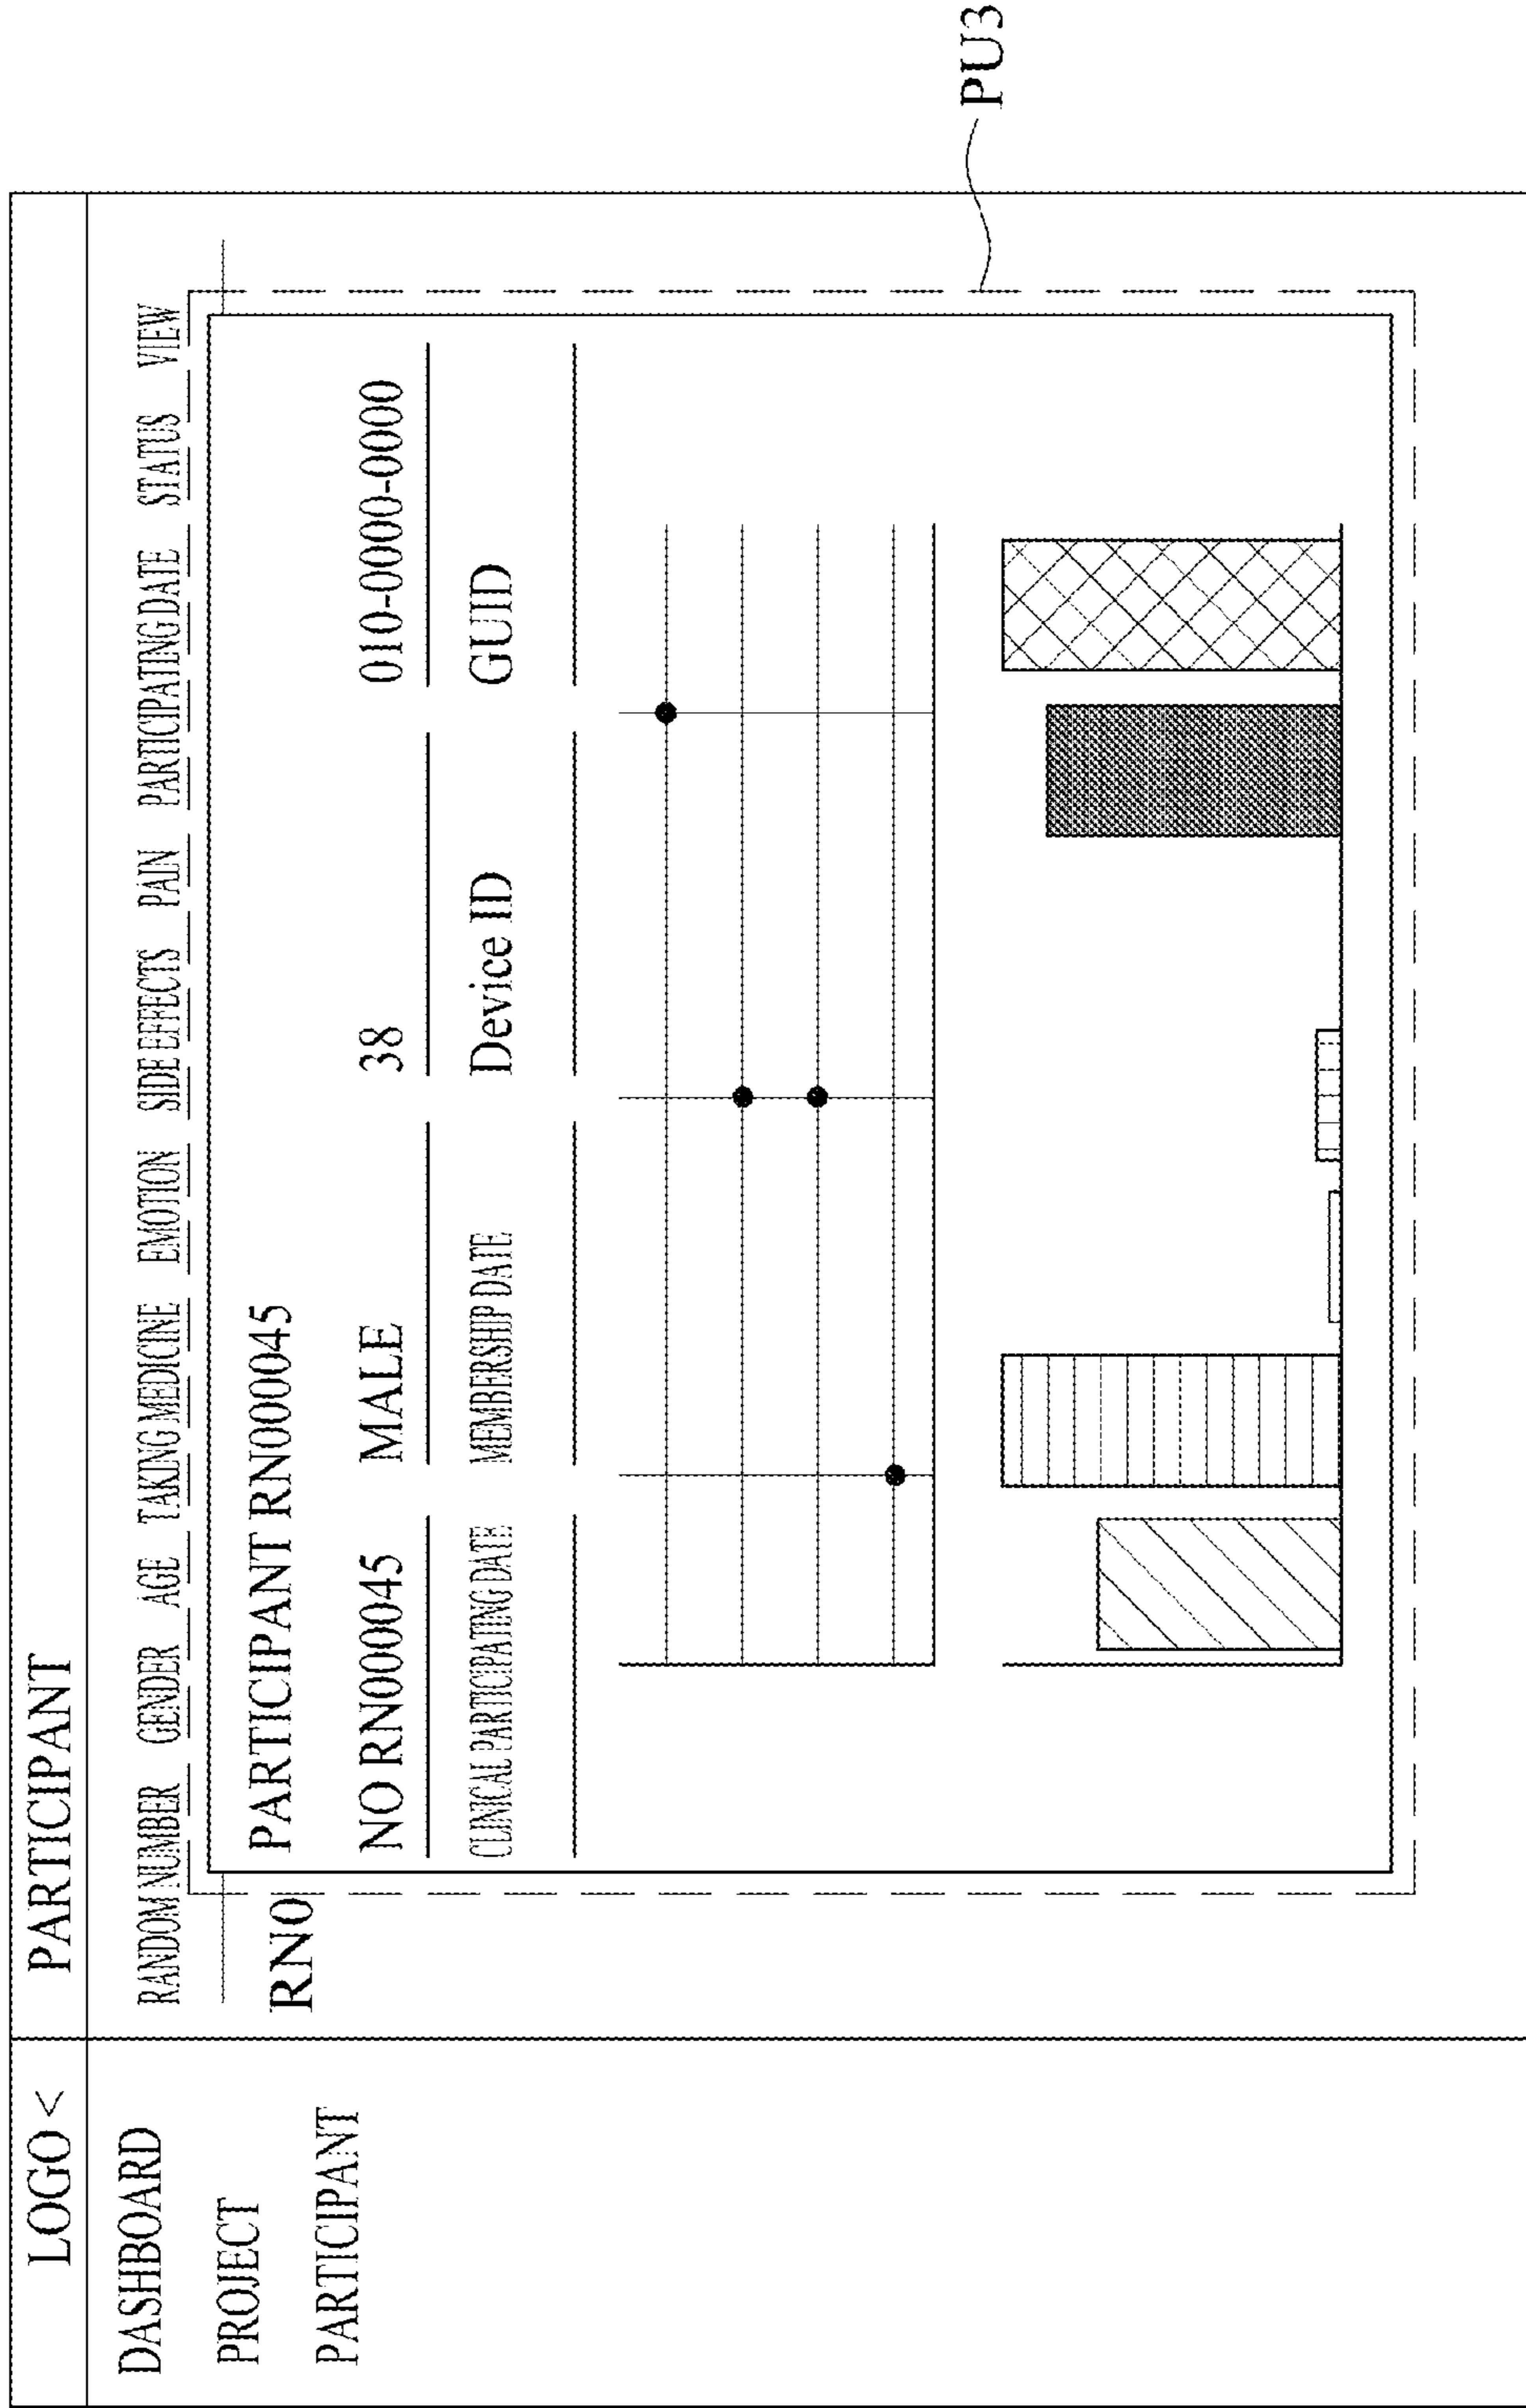 LOGO < PARTICIPANT
DASHBOARD
PROJECT
PARTICIPANT
RANDOM NUMBER GENDER AGE TAKING MEDICINE EMOTION SIDE EFFECTS PAIN PARTICIPATING DATE STATUS VIEW
RN0
PARTICIPANT RN000045
NO RN000045 MALE 38 010-0000-0000
CLINICAL PARTICIPATING DATE MEMBERSHIP DATE Device ID GUID
PU3